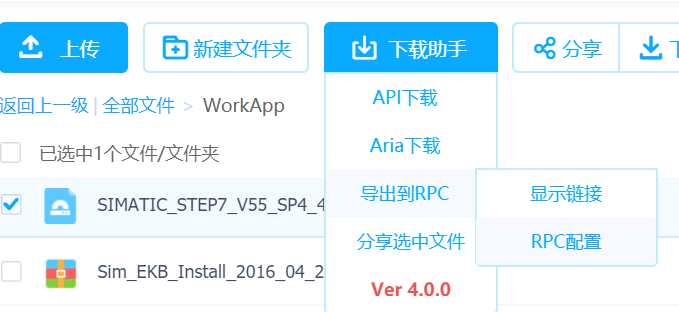 上传 新建文件夹 下载助手 分享
返回上一级 | 全部文件 > WorkApp
API下载
已选中1个文件/文件夹
Aria下载
SIMATIC_STEP7_V55_SP4_4
导出到RPC 显示链接
分享选中文件 RPC配置
Sim_EKB_Install_2016_04_2
Ver 4.0.0